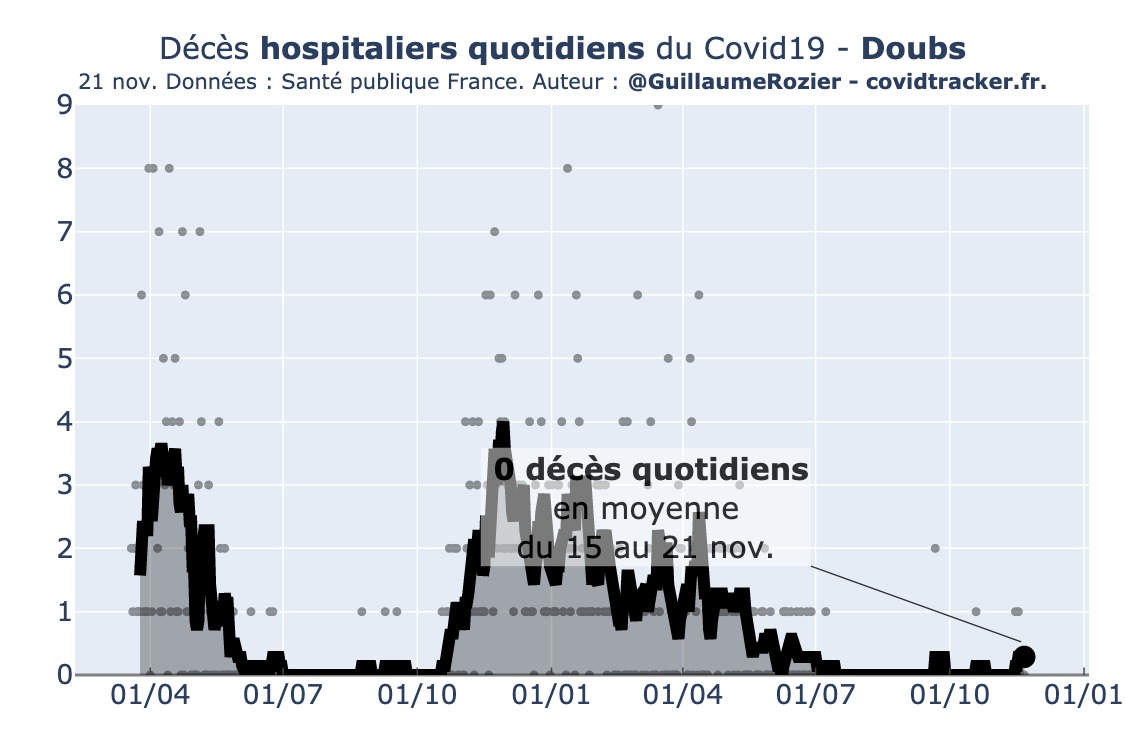 Décès hospitaliers quotidiens du Covid19 - Doubs
21 nov. Données : Santé publique France. Auteur : @GuillaumeRozier - covidtracker.fr.
9
8
7
6
5
4
3
2
1
0
0 décès quotidiens
en moyenne
du 15 au 21 nov.
01/04 01/07 01/10 01/01 01/04 01/07 01/10 01/01